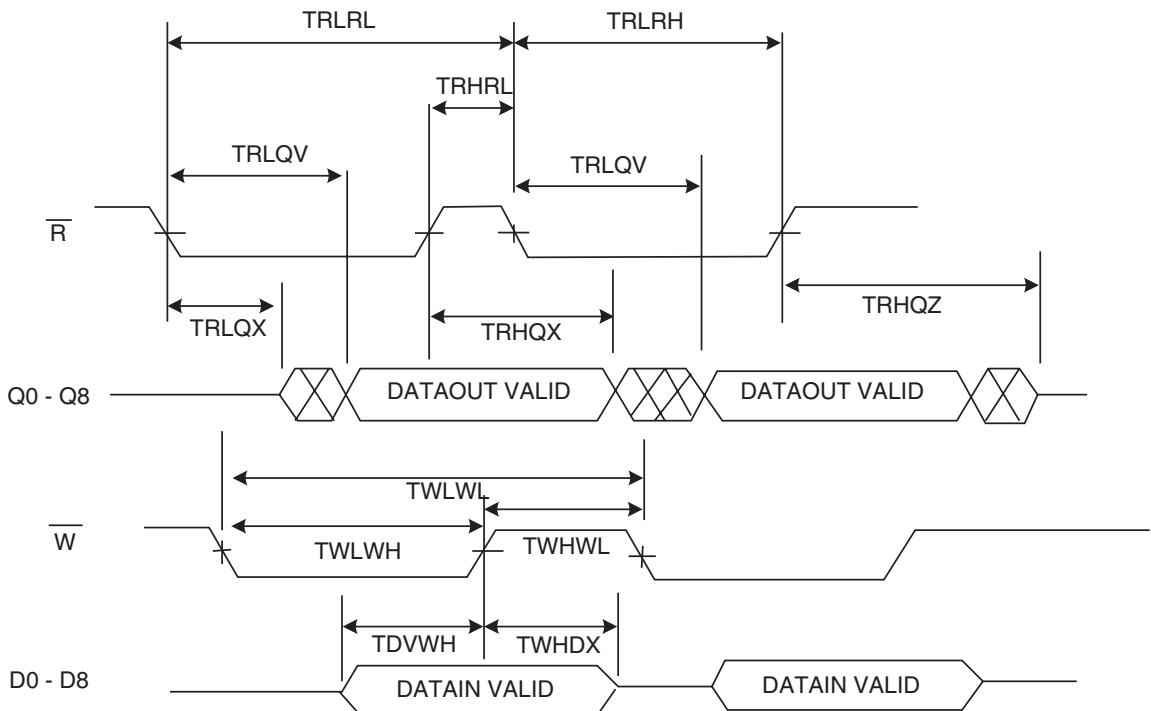 TRLRL TRLRH
TRHRL
TRLQV TRLQV
R
TRLQX TRHQX TRHQZ
Q0 - Q8 DATAOUT VALID DATAOUT VALID
TWLWL
W TWLWH TWHWL
TDVWH TWHDX
D0 - D8 DATAIN VALID DATAIN VALID